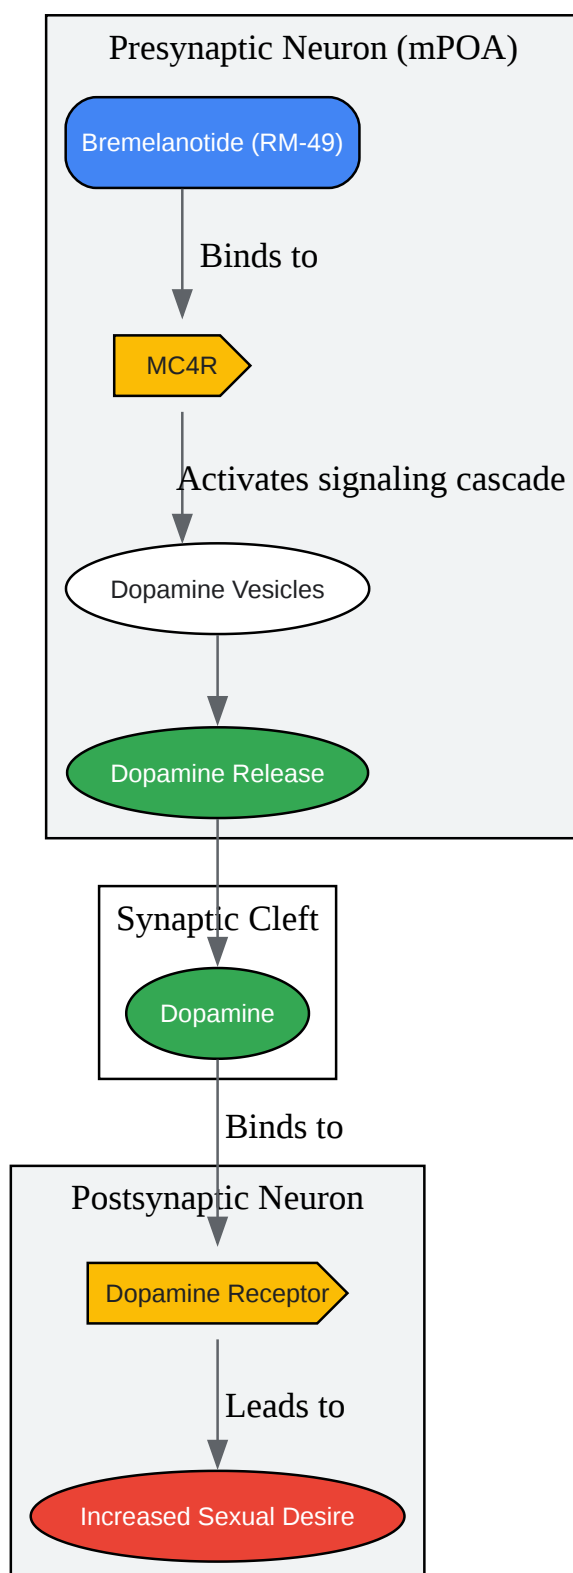 Presynaptic Neuron (mPOA)
Bremelanotide (RM-49)
Binds to
MC4R
Activates signaling cascade
Dopamine Vesicles
Dopamine Release
Synaptic Cleft
Dopamine
Binds to
Postsynaptic Neuron
Dopamine Receptor
Leads to
Increased Sexual Desire